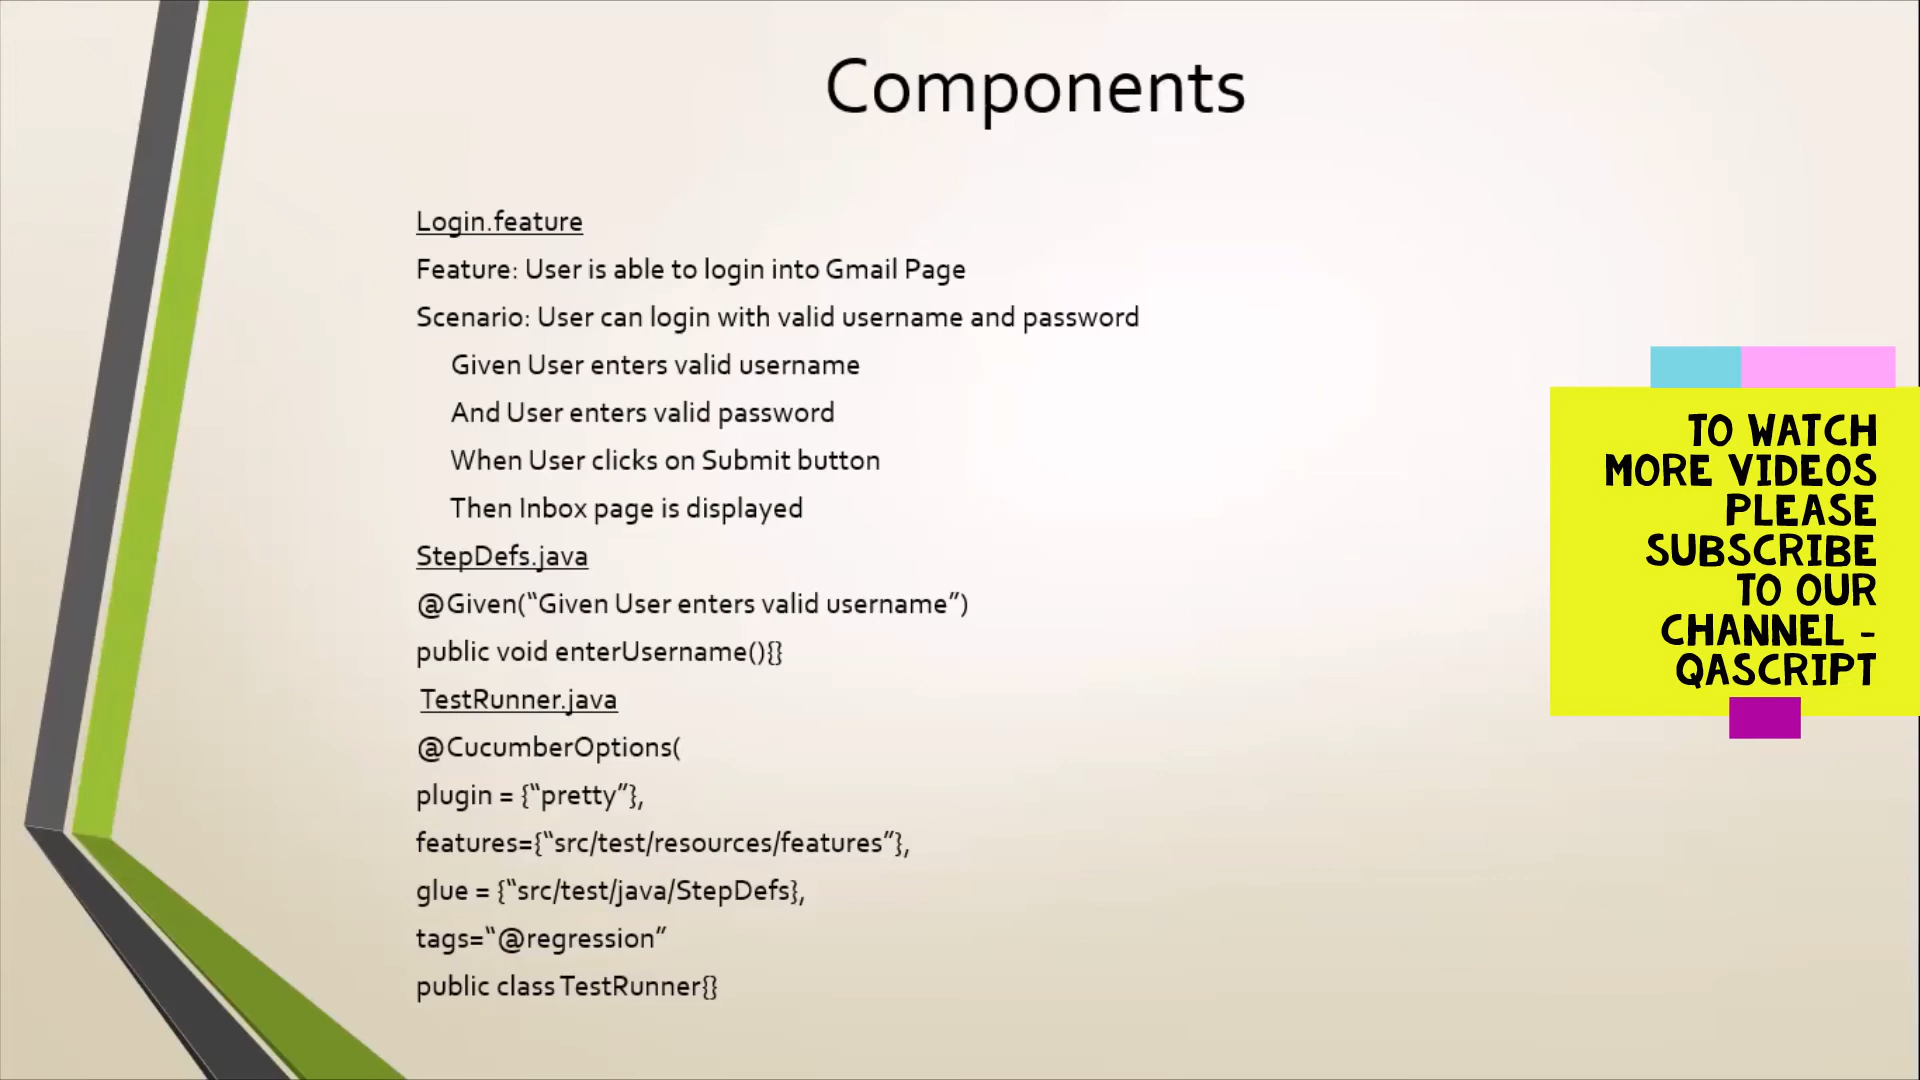 Components
Login.feature
Feature: User is able to login into Gmail Page
Scenario: User can login with valid username and password
Given User enters valid username
And User enters valid password
When User clicks on Submit button
Then Inbox page is displayed
StepDefs.java
@Given(“Given User enters valid username”)
public void enterUsername(){}
TestRunner.java
@CucumberOptions(
plugin = {“pretty”},
features={“src/test/resources/features”},
glue = {“src/test/java/StepDefs},
tags=“@regression”
public class TestRunner{}
TO WATCH
MORE VIDEOS
PLEASE
SUBSCRIBE
TO OUR
CHANNEL -
QASCRIPT